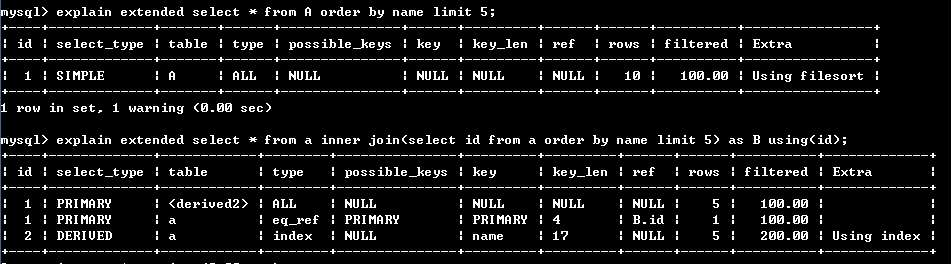 mysql> explain extended select * from A order by name limit 5;
+----+-------------+-------+------+---------------+------+---------+------+------+----------+----------------+
| id | select_type | table | type | possible_keys | key | key_len | ref | rows | filtered | Extra |
+----+-------------+-------+------+---------------+------+---------+------+------+----------+----------------+
| 1 | SIMPLE | A | ALL | NULL | NULL | NULL | NULL | 10 | 100.00 | Using filesort |
+----+-------------+-------+------+---------------+------+---------+------+------+----------+----------------+
1 row in set, 1 warning (0.00 sec)
mysql> explain extended select * from a inner join(select id from a order by name limit 5) as B using(id);
+----+-------------+------------+--------+---------------+---------+---------+------+------+----------+-------------+
| id | select_type | table | type | possible_keys | key | key_len | ref | rows | filtered | Extra |
+----+-------------+------------+--------+---------------+---------+---------+------+------+----------+-------------+
| 1 | PRIMARY | <derived2> | ALL | NULL | NULL | NULL | NULL | 5 | 100.00 | |
| 1 | PRIMARY | a | eq_ref | PRIMARY | PRIMARY | 4 | B.id | 1 | 100.00 | |
| 2 | DERIVED | a | index | NULL | name | 17 | NULL | 5 | 200.00 | Using index |
+----+-------------+------------+--------+---------------+---------+---------+------+------+----------+-------------+